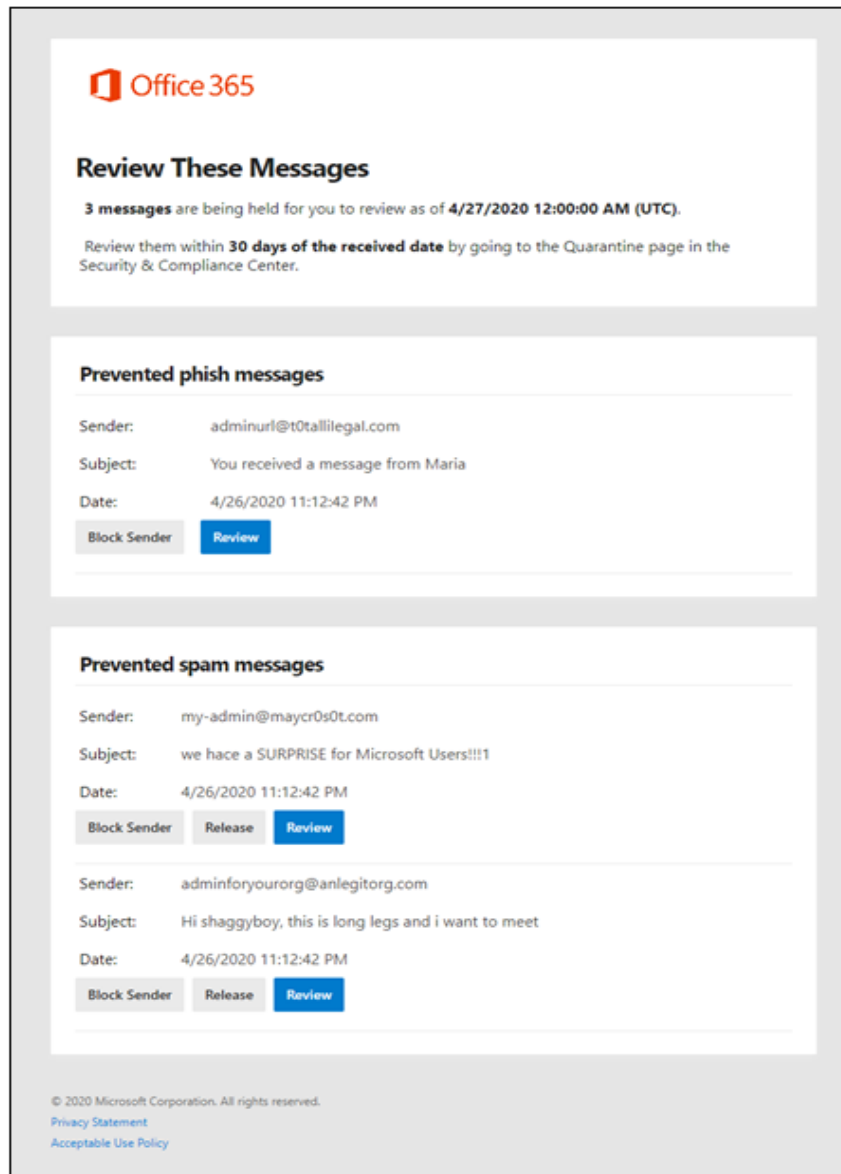 Office 365
Review These Messages
3 messages are being held for you to review as of 4/27/2020 12:00:00 AM (UTC).
Review them within 30 days of the received date by going to the Quarantine page in the
Security & Compliance Center.
Prevented phish messages
Sender: adminurl@t0tallilegal.com
Subject: You received a message from Maria
Date: 4/26/2020 11:12:42 PM
Block Sender Review
Prevented spam messages
Sender: my-admin@maycr0s0t.com
Subject: we hace a SURPRISE for Microsoft Users!!!1
Date: 4/26/2020 11:12:42 PM
Block Sender Release Review
Sender: adminforyourorg@anlegitorg.com
Subject: Hi shaggyboy, this is long legs and i want to meet
Date: 4/26/2020 11:12:42 PM
Block Sender Release Review
© 2020 Microsoft Corporation. All rights reserved.
Privacy Statement
Acceptable Use Policy